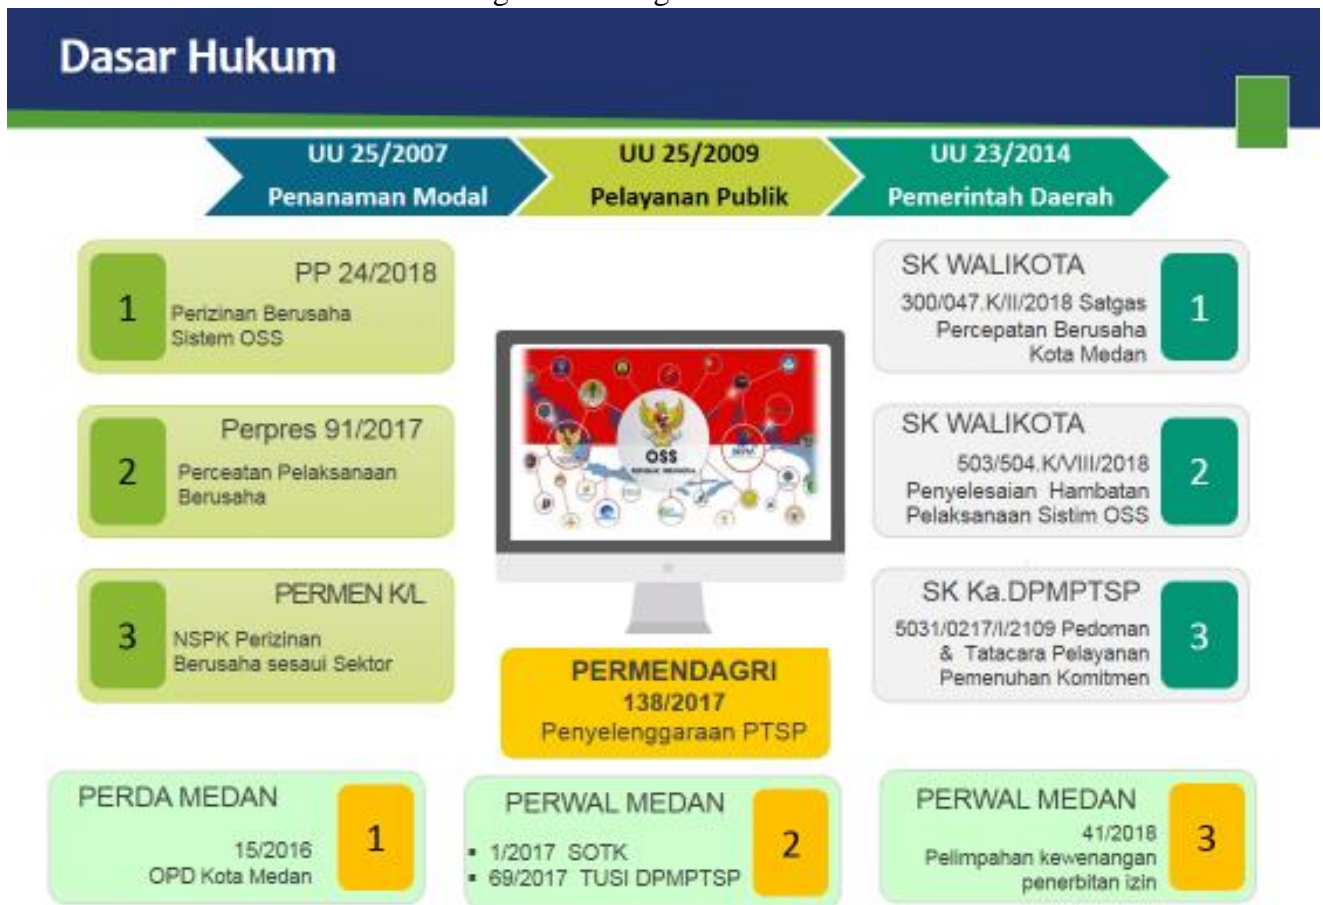 Dasar Hukum
UU 25/2007
Penanaman Modal
UU 25/2009
Pelayanan Publik
UU 23/2014
Pemerintah Daerah
1
PP 24/2018
Perizinan Berusaha
Sistem OSS
2
Perpres 91/2017
Perceatan Pelaksanaan
Berusaha
3
PERMEN K/L
NSPK Perizinan
Berusaha sesaui Sektor
OSS
REPUBLIK INDONESIA
PERMENDAGRI
138/2017
Penyelenggaraan PTSP
SK WALIKOTA
300/047.K/II/2018 Satgas
Percepatan Berusaha
Kota Medan
1
SK WALIKOTA
503/504.K/VIII/2018
Penyelesaian Hambatan
Pelaksanaan Sistim OSS
2
SK Ka.DPMPTSP
5031/0217/I/2109 Pedoman
& Tatacara Pelayanan
Pemenuhan Komitmen
3
PERDA MEDAN
15/2016
OPD Kota Medan
1
PERWAL MEDAN
▪ 1/2017 SOTK
▪ 69/2017 TUSI DPMPTSP
2
PERWAL MEDAN
41/2018
Pelimpahan kewenangan
penerbitan izin
3